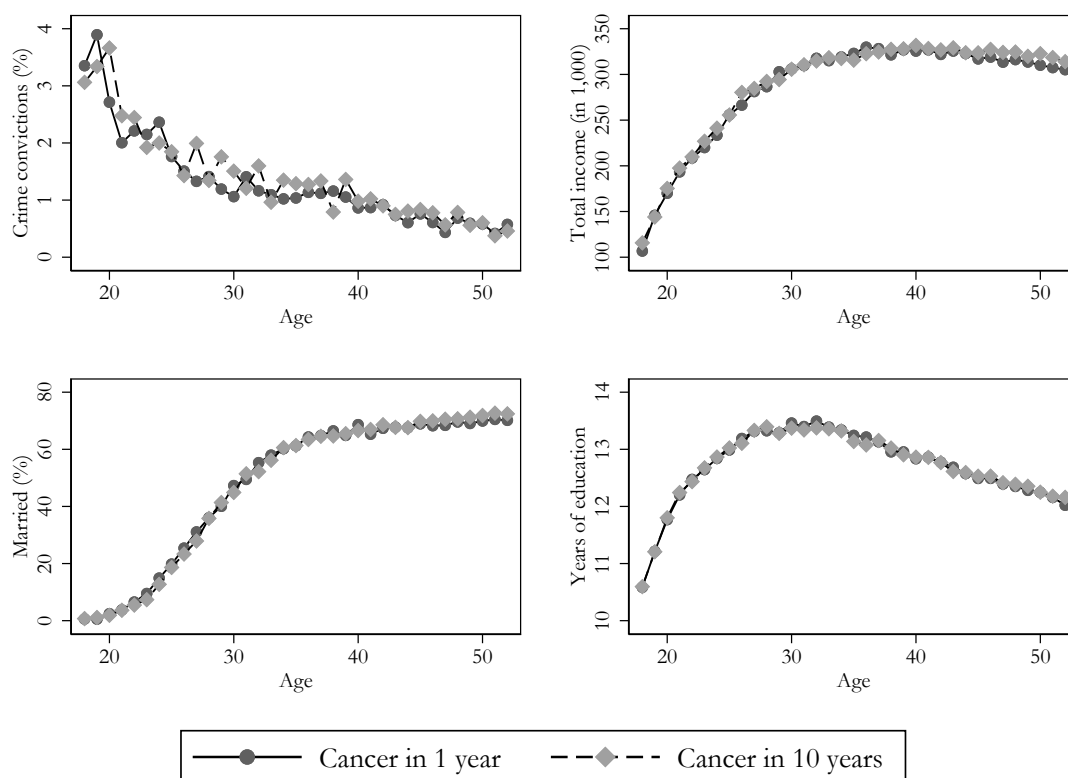 Crime convictions (%)
4
3
2
1
0
20 30 40 50
Age
Total income (in 1,000)
350
300
250
200
150
100
20 30 40 50
Age
Married (%)
80
60
40
20
0
20 30 40 50
Age
Years of education
14
13
12
11
10
20 30 40 50
Age
Cancer in 1 year Cancer in 10 years